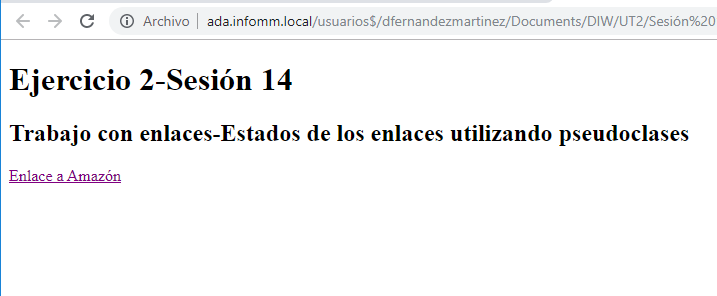 Archivo | ada.infomm.local/usuarios$/dfernandezmartinez/Documents/DIW/UT2/Sesión%20
Ejercicio 2-Sesión 14
Trabajo con enlaces-Estados de los enlaces utilizando pseudoclases
Enlace a Amazón